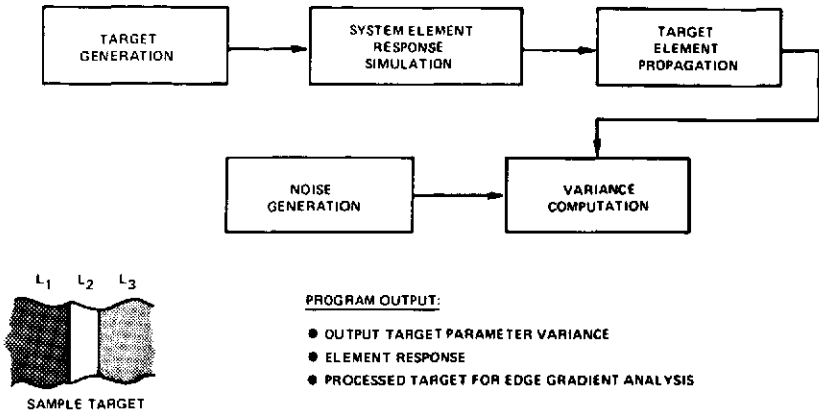 TARGET
GENERATION
SYSTEM ELEMENT
RESPONSE
SIMULATION
TARGET
ELEMENT
PROPAGATION
NOISE
GENERATION
VARIANCE
COMPUTATION
L1 L2 L3
SAMPLE TARGET
PROGRAM OUTPUT:
● OUTPUT TARGET PARAMETER VARIANCE
● ELEMENT RESPONSE
● PROCESSED TARGET FOR EDGE GRADIENT ANALYSIS